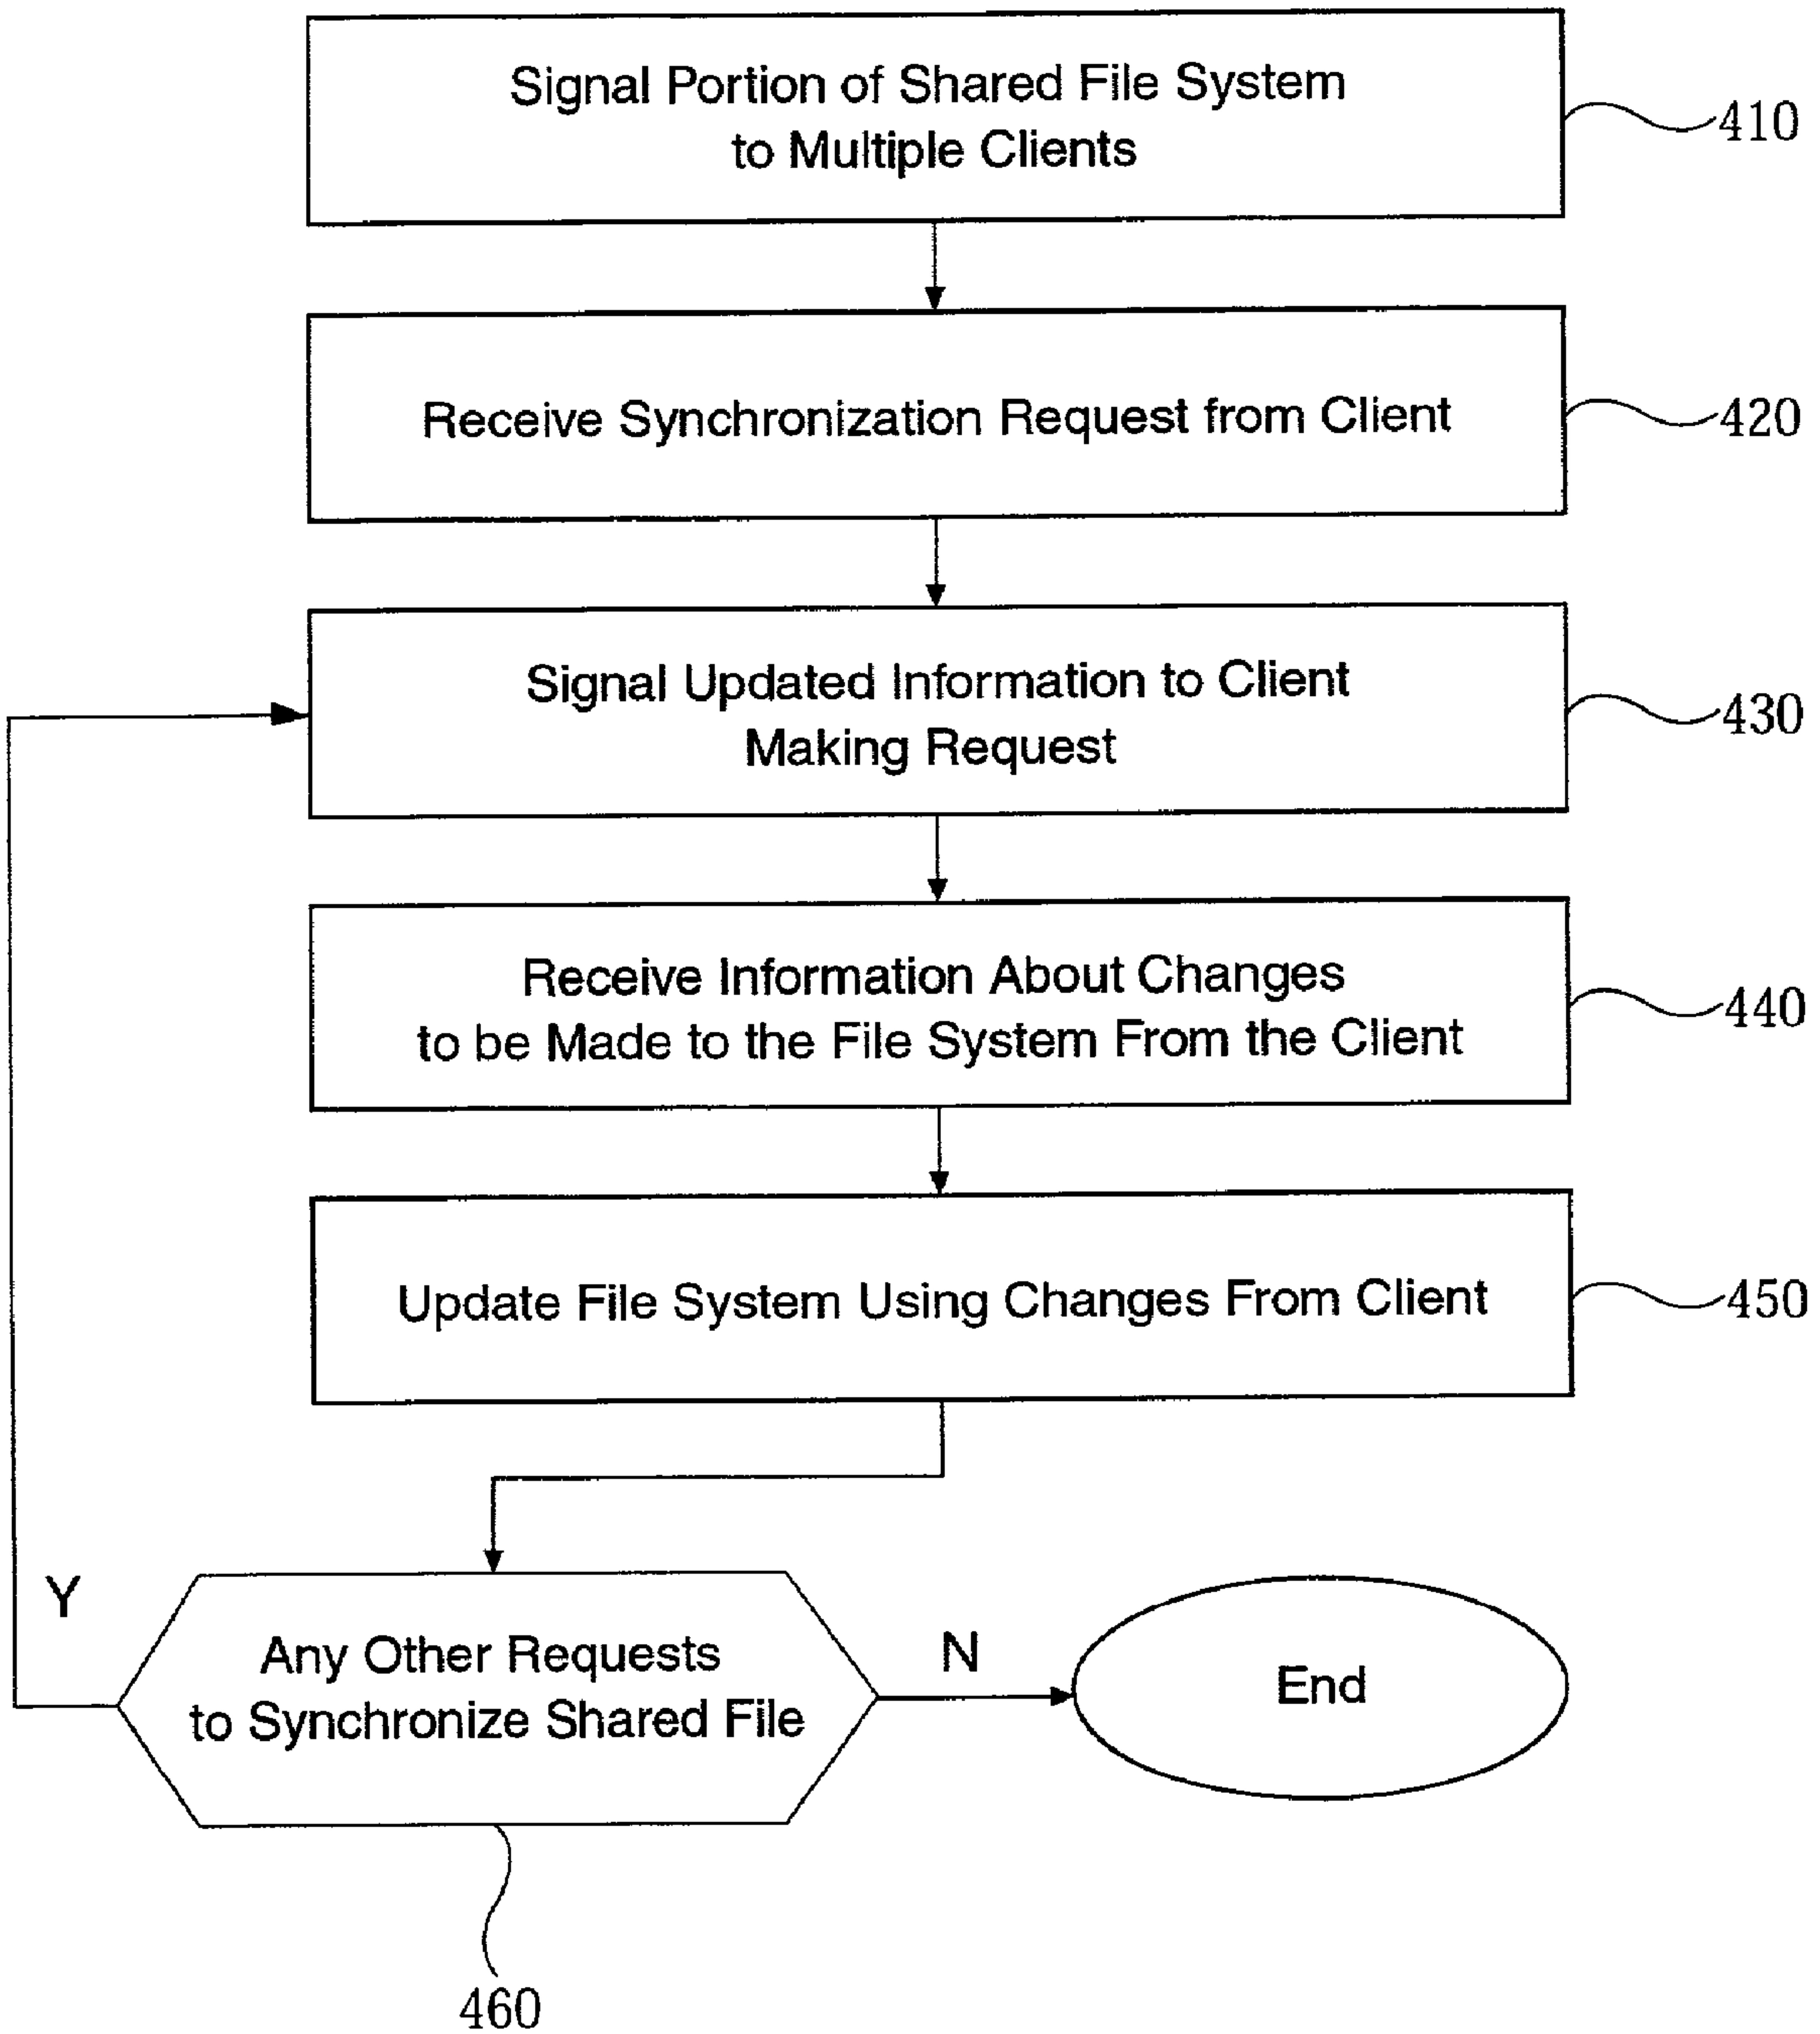 Signal Portion of Shared File System
to Multiple Clients
410
Receive Synchronization Request from Client
420
Signal Updated Information to Client
Making Request
430
Receive Information About Changes
to be Made to the File System From the Client
440
Update File System Using Changes From Client
450
Y
Any Other Requests
to Synchronize Shared File
N
End
460